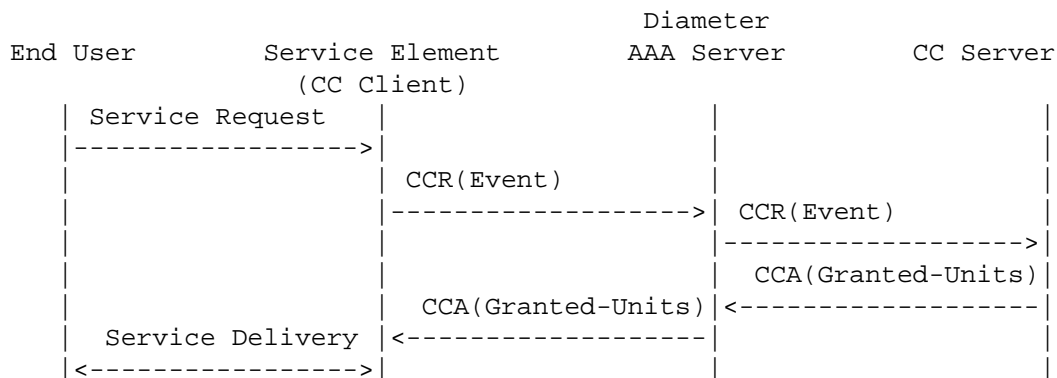 Diameter
End User Service Element AAA Server CC Server
(CC Client)
Service Request
CCR(Event)
CCR(Event)
CCA(Granted-Units)
CCA(Granted-Units)
Service Delivery